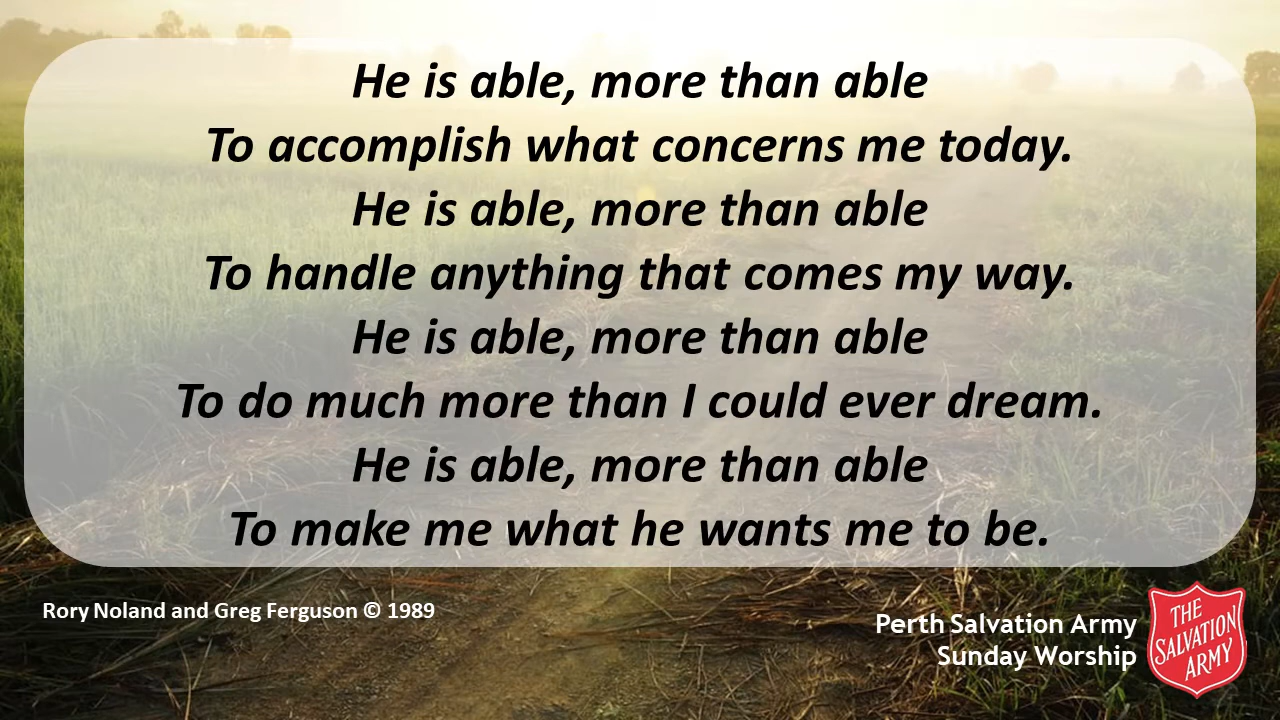 He is able, more than able
To accomplish what concerns me today.
He is able, more than able
To handle anything that comes my way.
He is able, more than able
To do much more than I could ever dream.
He is able, more than able
To make me what he wants me to be.
Rory Noland and Greg Ferguson © 1989
Perth Salvation Army
Sunday Worship
THE
SALVATION
ARMY